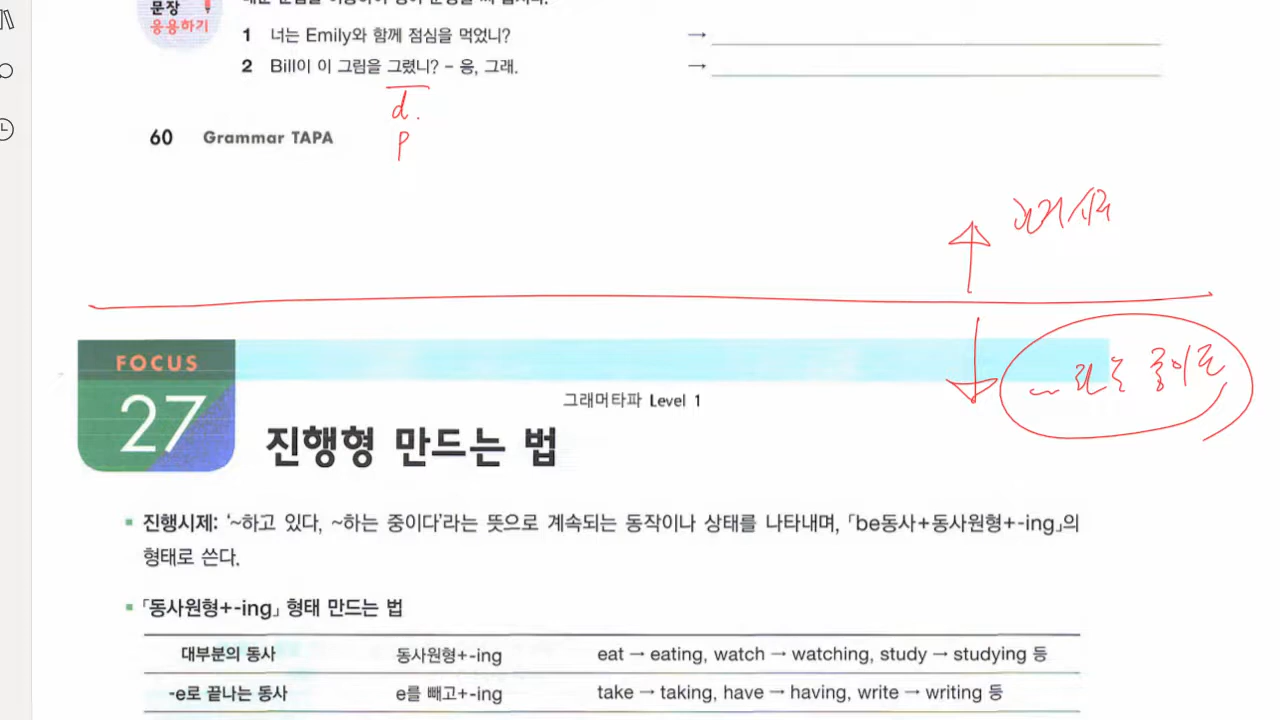 문장
응용하기
1 너는 Emily와 함께 점심을 먹었니? →
2 Bill이 이 그림을 그렸니? – 응, 그래. →
d.
p
60 Grammar TAPA
FOCUS
27
그래머타파 Level 1
진행형 만드는 법
진행시제: ‘~하고 있다, ~하는 중이다’라는 뜻으로 계속되는 동작이나 상태를 나타내며, 「be동사+동사원형+-ing」의
형태로 쓴다.
「동사원형+-ing」 형태 만드는 법
대부분의 동사 동사원형+-ing eat → eating, watch → watching, study → studying 등
-e로 끝나는 동사 e를 빼고+-ing take → taking, have → having, write → writing 등